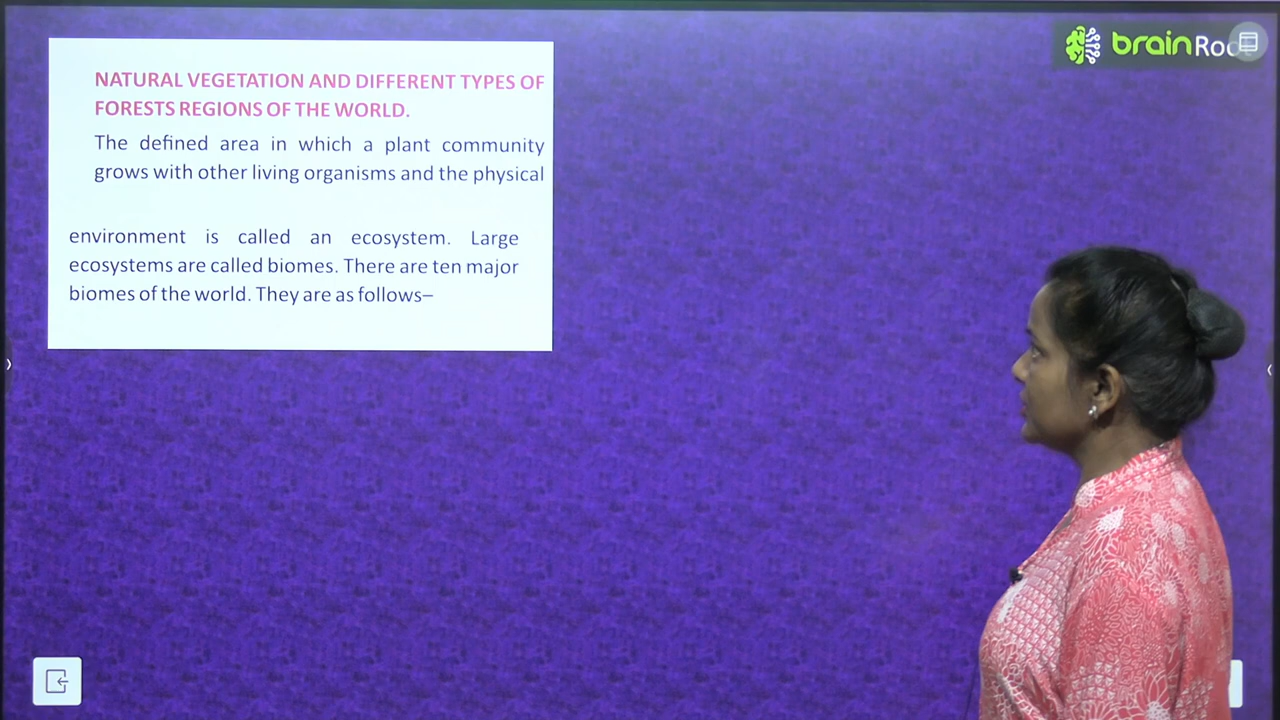 brainRoo
NATURAL VEGETATION AND DIFFERENT TYPES OF
FORESTS REGIONS OF THE WORLD.
The defined area in which a plant community
grows with other living organisms and the physical
environment is called an ecosystem. Large
ecosystems are called biomes. There are ten major
biomes of the world. They are as follows–